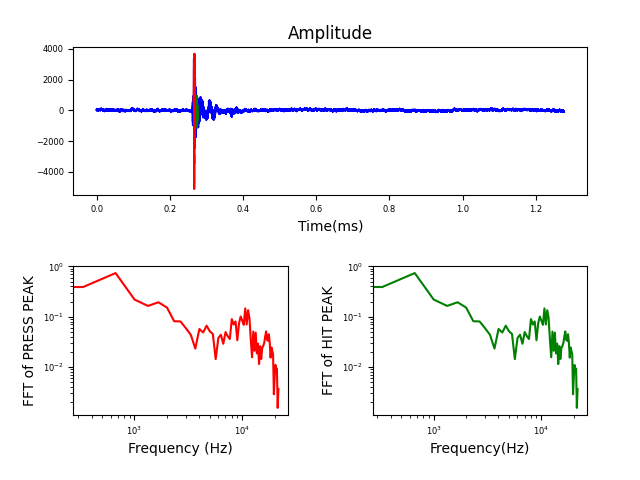 Amplitude
4000
2000
0
−2000
−4000
0.0 0.2 0.4 0.6 0.8 1.0 1.2
Time(ms)
FFT of PRESS PEAK
10⁰
10⁻¹
10⁻²
10³ 10⁴
Frequency (Hz)
FFT of HIT PEAK
10⁰
10⁻¹
10⁻²
10³ 10⁴
Frequency(Hz)